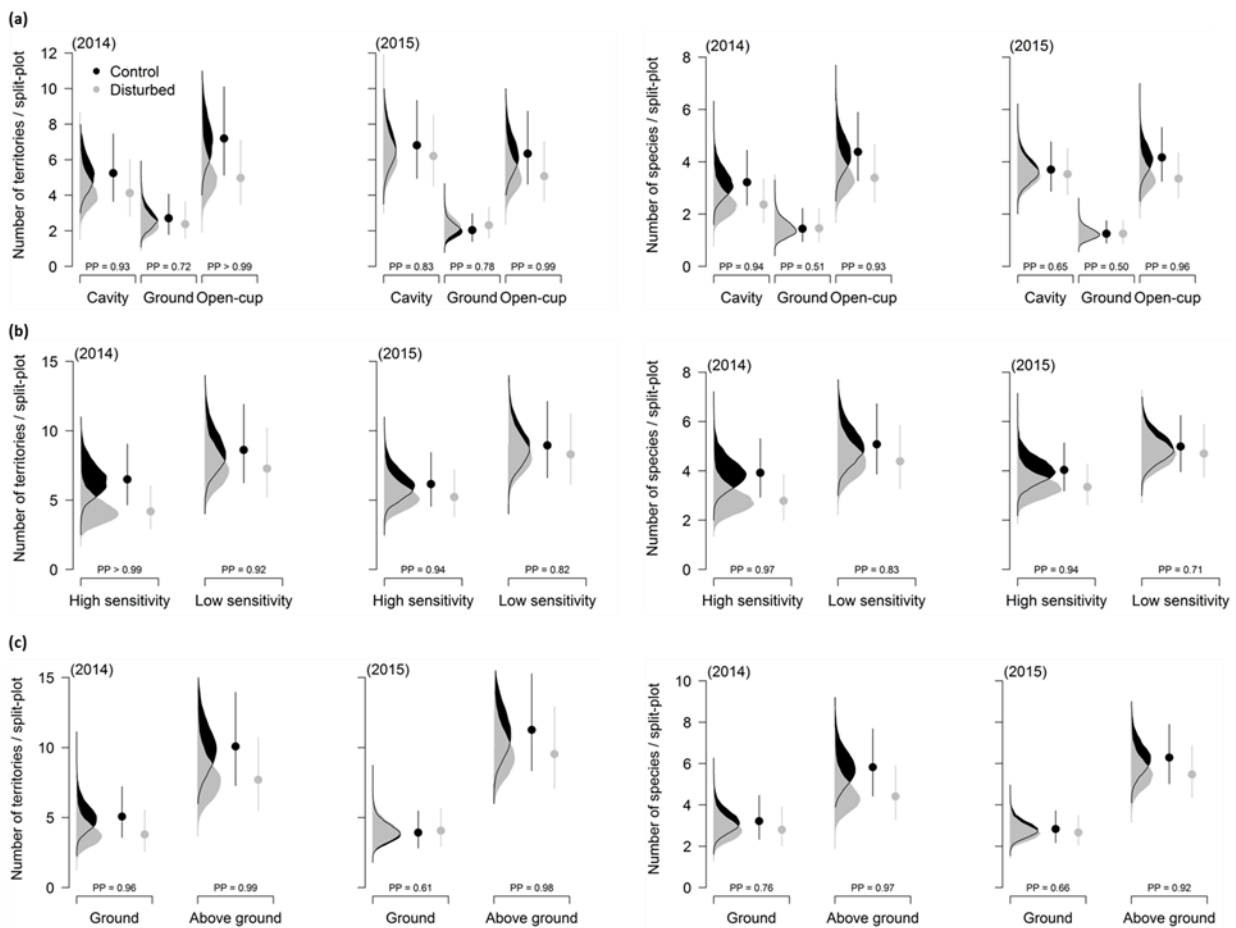 (a)
(2014) (2015) (2014) (2015)
Number of territories / split-plot
12
10
8
6
4
2
0
Control
Disturbed
PP = 0.93 PP = 0.72 PP > 0.99
Cavity Ground Open-cup
PP = 0.83 PP = 0.78 PP = 0.99
Cavity Ground Open-cup
Number of species / split-plot
8
6
4
2
0
PP = 0.94 PP = 0.51 PP = 0.93
Cavity Ground Open-cup
PP = 0.65 PP = 0.50 PP = 0.96
Cavity Ground Open-cup
(b)
(2014) (2015) (2014) (2015)
Number of territories / split-plot
15
10
5
0
PP > 0.99 PP = 0.92
High sensitivity Low sensitivity
PP = 0.94 PP = 0.82
High sensitivity Low sensitivity
Number of species / split-plot
8
6
4
2
0
PP = 0.97 PP = 0.83
High sensitivity Low sensitivity
PP = 0.94 PP = 0.71
High sensitivity Low sensitivity
(c)
(2014) (2015) (2014) (2015)
Number of territories / split-plot
15
10
5
0
PP = 0.96 PP = 0.99
Ground Above ground
PP = 0.61 PP = 0.98
Ground Above ground
Number of species / split-plot
10
8
6
4
2
0
PP = 0.76 PP = 0.97
Ground Above ground
PP = 0.66 PP = 0.92
Ground Above ground